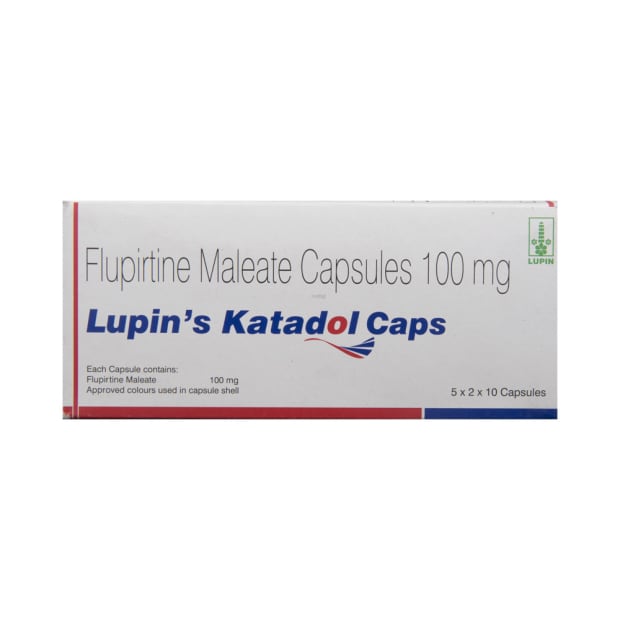 Flupirtine Maleate Capsules 100 mg
LUPIN
Lupin's Katadol Caps
Each Capsule contains:
Flupirtine Maleate 100 mg
Approved colours used in capsule shell
5 x 2 x 10 Capsules